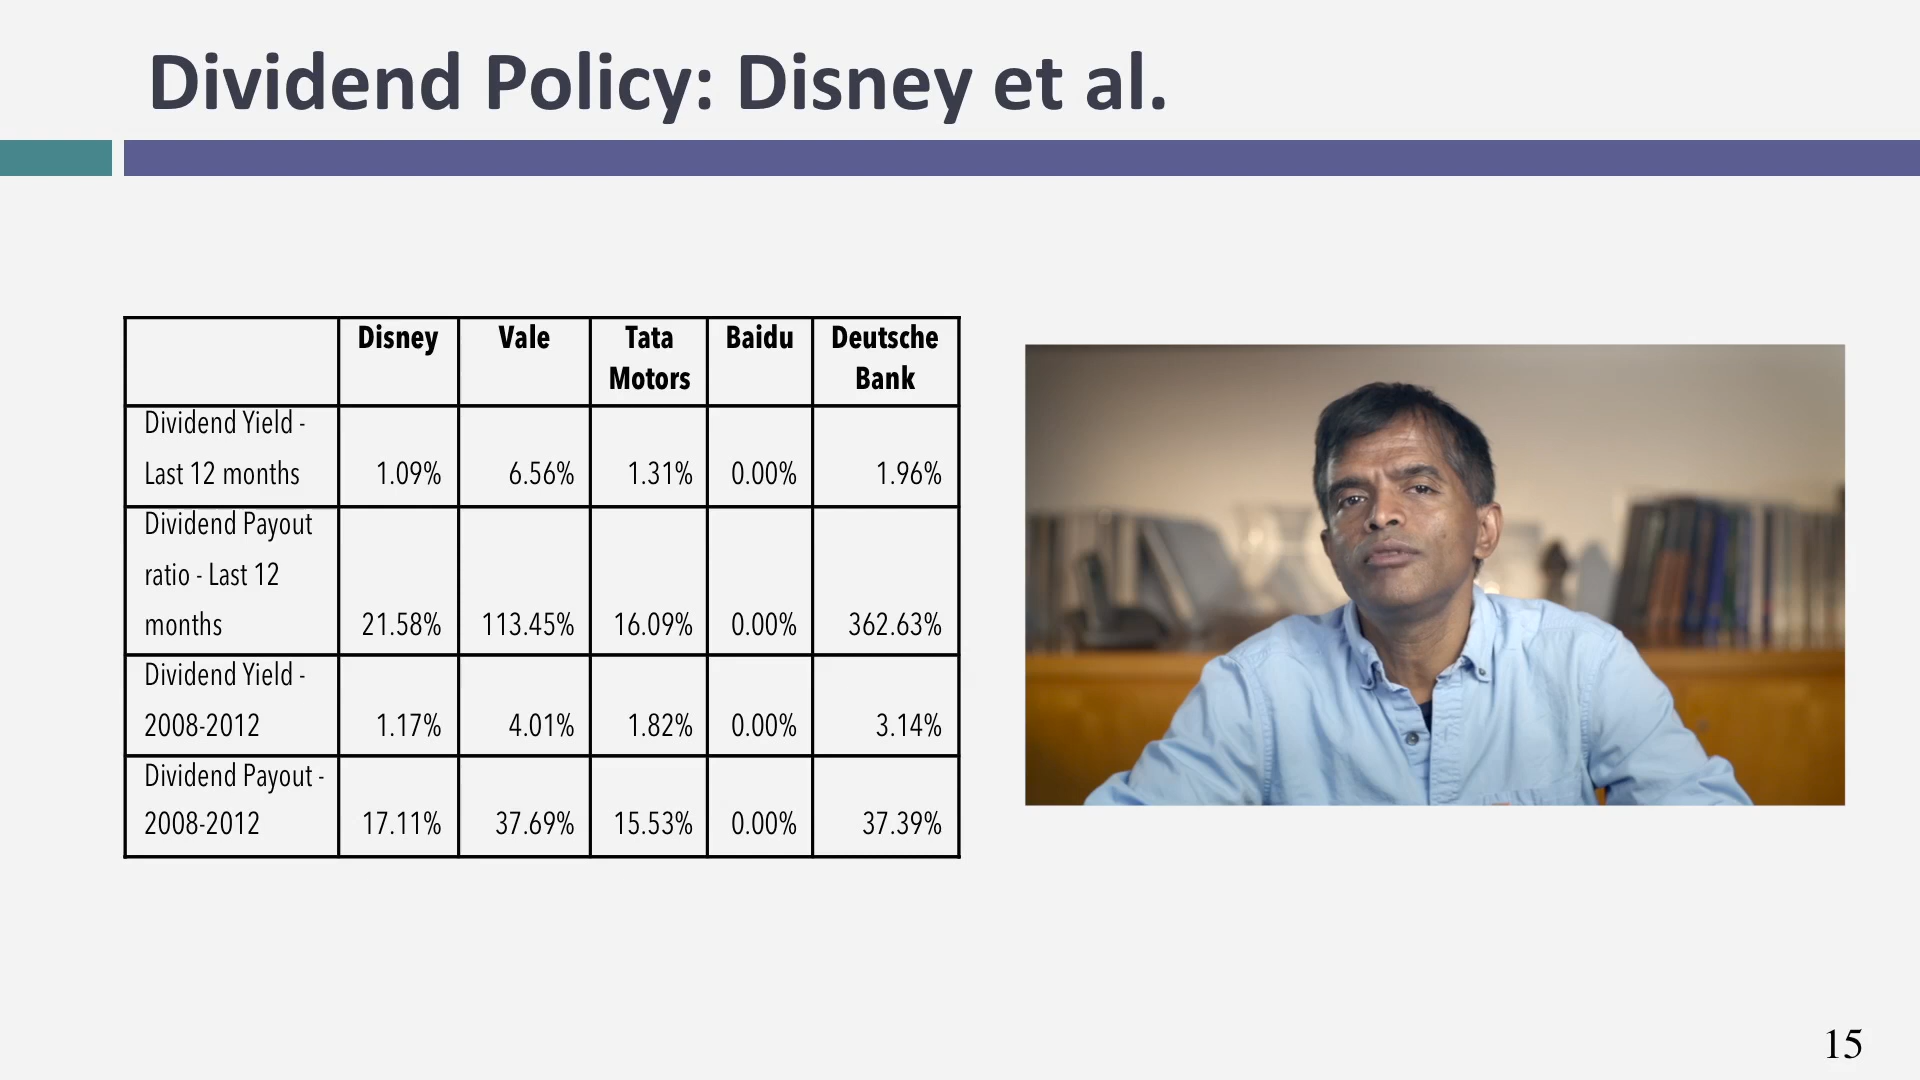 Dividend Policy: Disney et al.
Disney Vale Tata Motors Baidu Deutsche Bank
Dividend Yield -
Last 12 months 1.09% 6.56% 1.31% 0.00% 1.96%
Dividend Payout
ratio - Last 12
months 21.58% 113.45% 16.09% 0.00% 362.63%
Dividend Yield -
2008-2012 1.17% 4.01% 1.82% 0.00% 3.14%
Dividend Payout -
2008-2012 17.11% 37.69% 15.53% 0.00% 37.39%
15